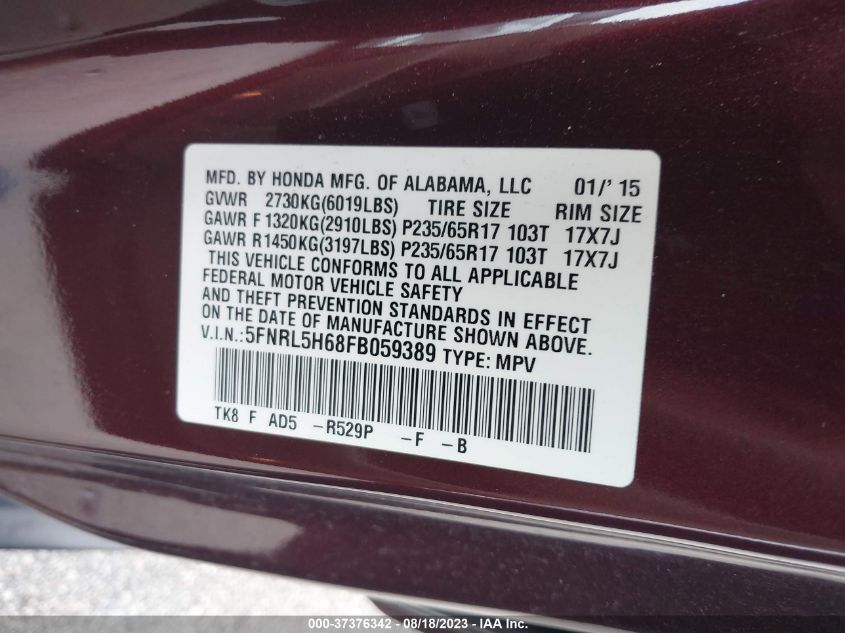 MFD. BY HONDA MFG. OF ALABAMA, LLC 01/'15
GVWR 2730KG(6019LBS) TIRE SIZE RIM SIZE
GAWR F 1320KG(2910LBS) P235/65R17 103T 17X7J
GAWR R1450KG(3197LBS) P235/65R17 103T 17X7J
THIS VEHICLE CONFORMS TO ALL APPLICABLE
FEDERAL MOTOR VEHICLE SAFETY
AND THEFT PREVENTION STANDARDS IN EFFECT
ON THE DATE OF MANUFACTURE SHOWN ABOVE.
V.I.N.:5FNRL5H68FB059389 TYPE: MPV
TK8 F AD5 -R529P -F -B
000-37376342 - 08/18/2023 - IAA Inc.